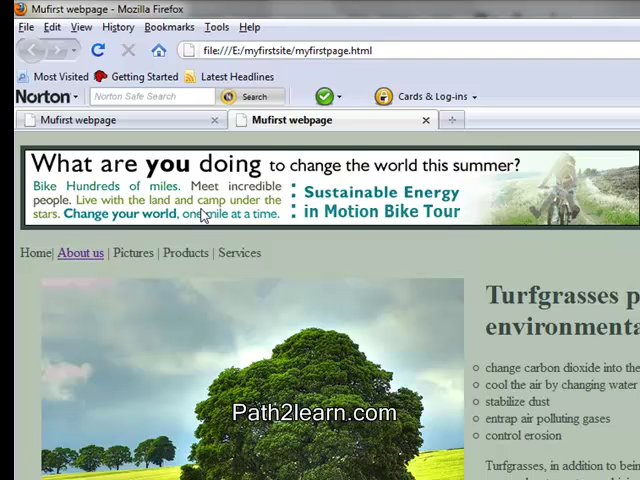 Mufirst webpage - Mozilla Firefox
File Edit View History Bookmarks Tools Help
file:///E:/myfirstsite/myfirstpage.html
Most Visited Getting Started Latest Headlines
Norton Norton Safe Search Search Cards & Log-ins
Mufirst webpage Mufirst webpage
What are you doing to change the world this summer?
Bike Hundreds of miles. Meet incredible
people. Live with the land and camp under the
stars. Change your world, one mile at a time.
Sustainable Energy
in Motion Bike Tour
Home| About us | Pictures | Products | Services
Turfgrasses p
environmenta
change carbon dioxide into the
cool the air by changing water
stabilize dust
entrap air polluting gases
control erosion
Path2learn.com
Turfgrasses, in addition to bein